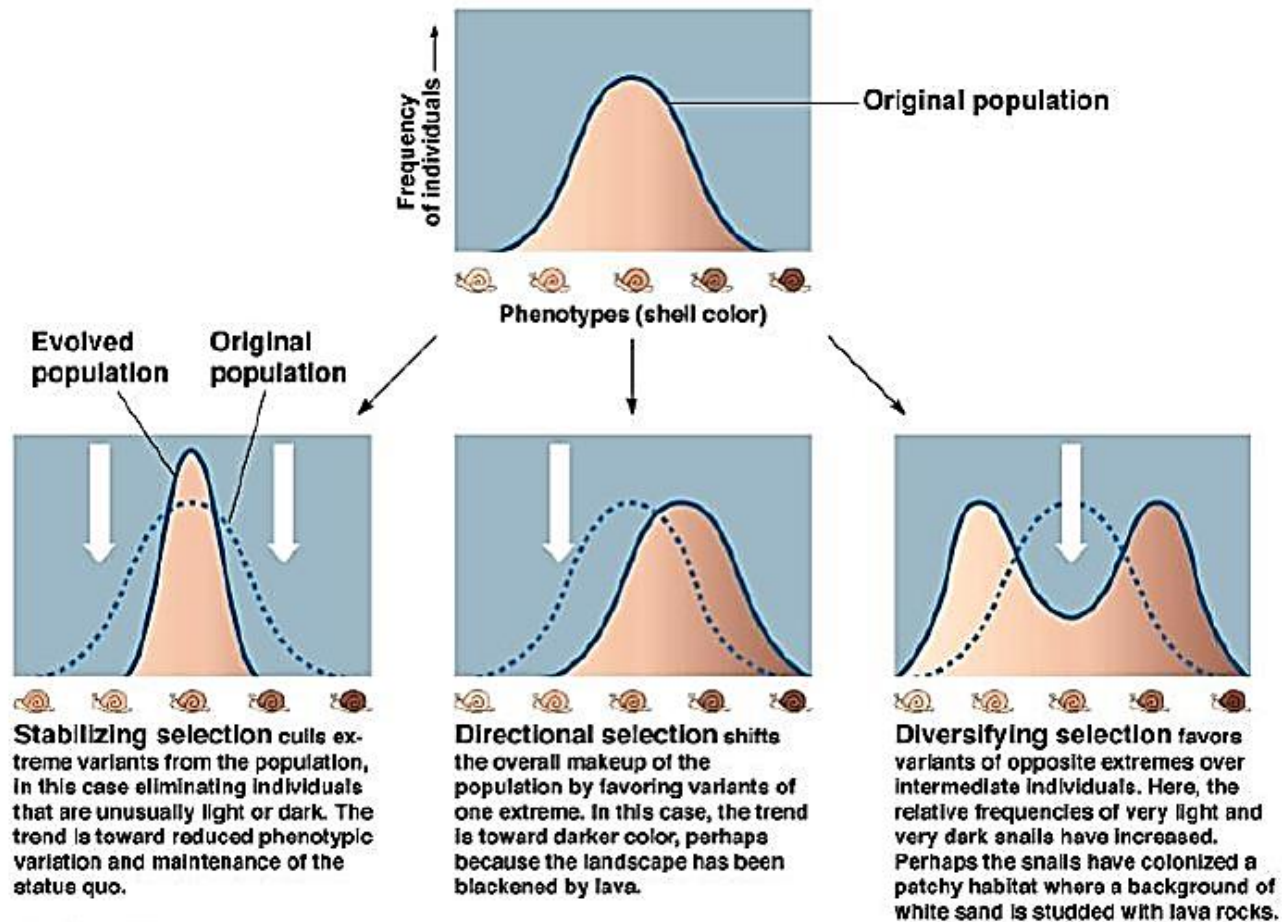 Frequency
of individuals
Original population
Phenotypes (shell color)
Evolved
population
Original
population
Stabilizing selection culls ex-
treme variants from the population,
in this case eliminating individuals
that are unusually light or dark. The
trend is toward reduced phenotypic
variation and maintenance of the
status quo.
Directional selection shifts
the overall makeup of the
population by favoring variants of
one extreme. In this case, the trend
is toward darker color, perhaps
because the landscape has been
blackened by lava.
Diversifying selection favors
variants of opposite extremes over
intermediate individuals. Here, the
relative frequencies of very light and
very dark snails have increased.
Perhaps the snails have colonized a
patchy habitat where a background of
white sand is studded with lava rocks.